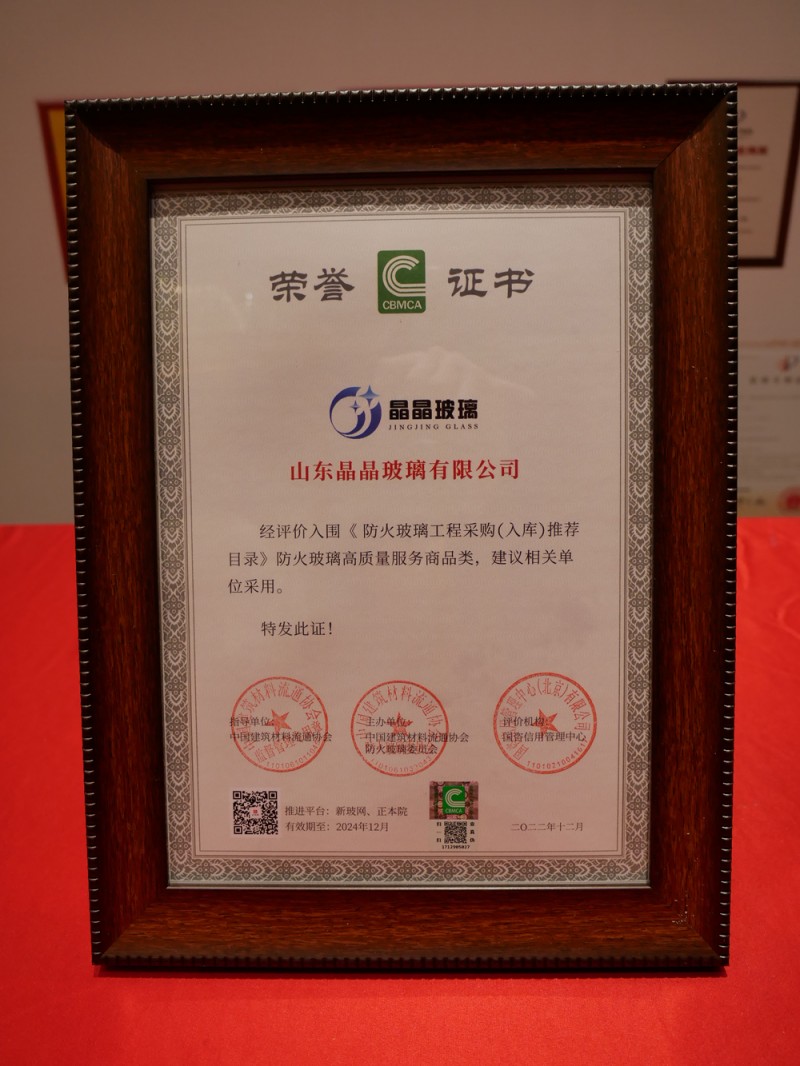 荣誉
CBMCA
证书
晶晶玻璃
JINGJING GLASS
山东晶晶玻璃有限公司
经评价入围《防火玻璃工程采购(入库)推荐
目录》防火玻璃高质量服务商品类，建议相关单
位采用。
特发此证！
指导单位：
中国建筑材料流通协会
主办单位：
中国建筑材料流通协会
防火玻璃委员会
评价机构：
国咨信用管理中心
推进平台：新玻网、正本院
有效期至：2024年12月
CBMCA
二〇二二年十二月